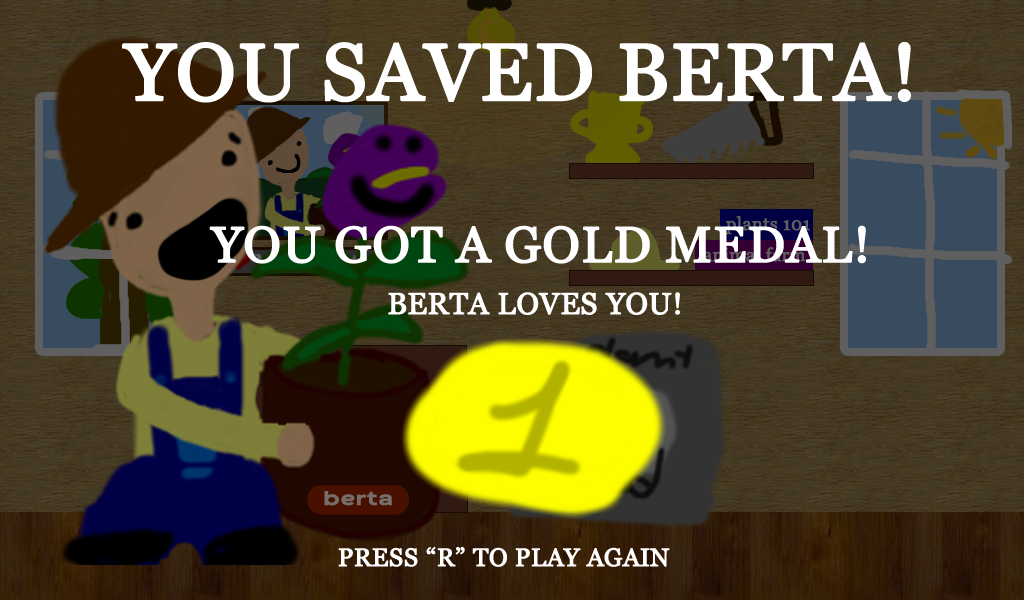 YOU SAVED BERTA!
plants 101
YOU GOT A GOLD MEDAL!
BERTA LOVES YOU!
1
berta
PRESS “R” TO PLAY AGAIN